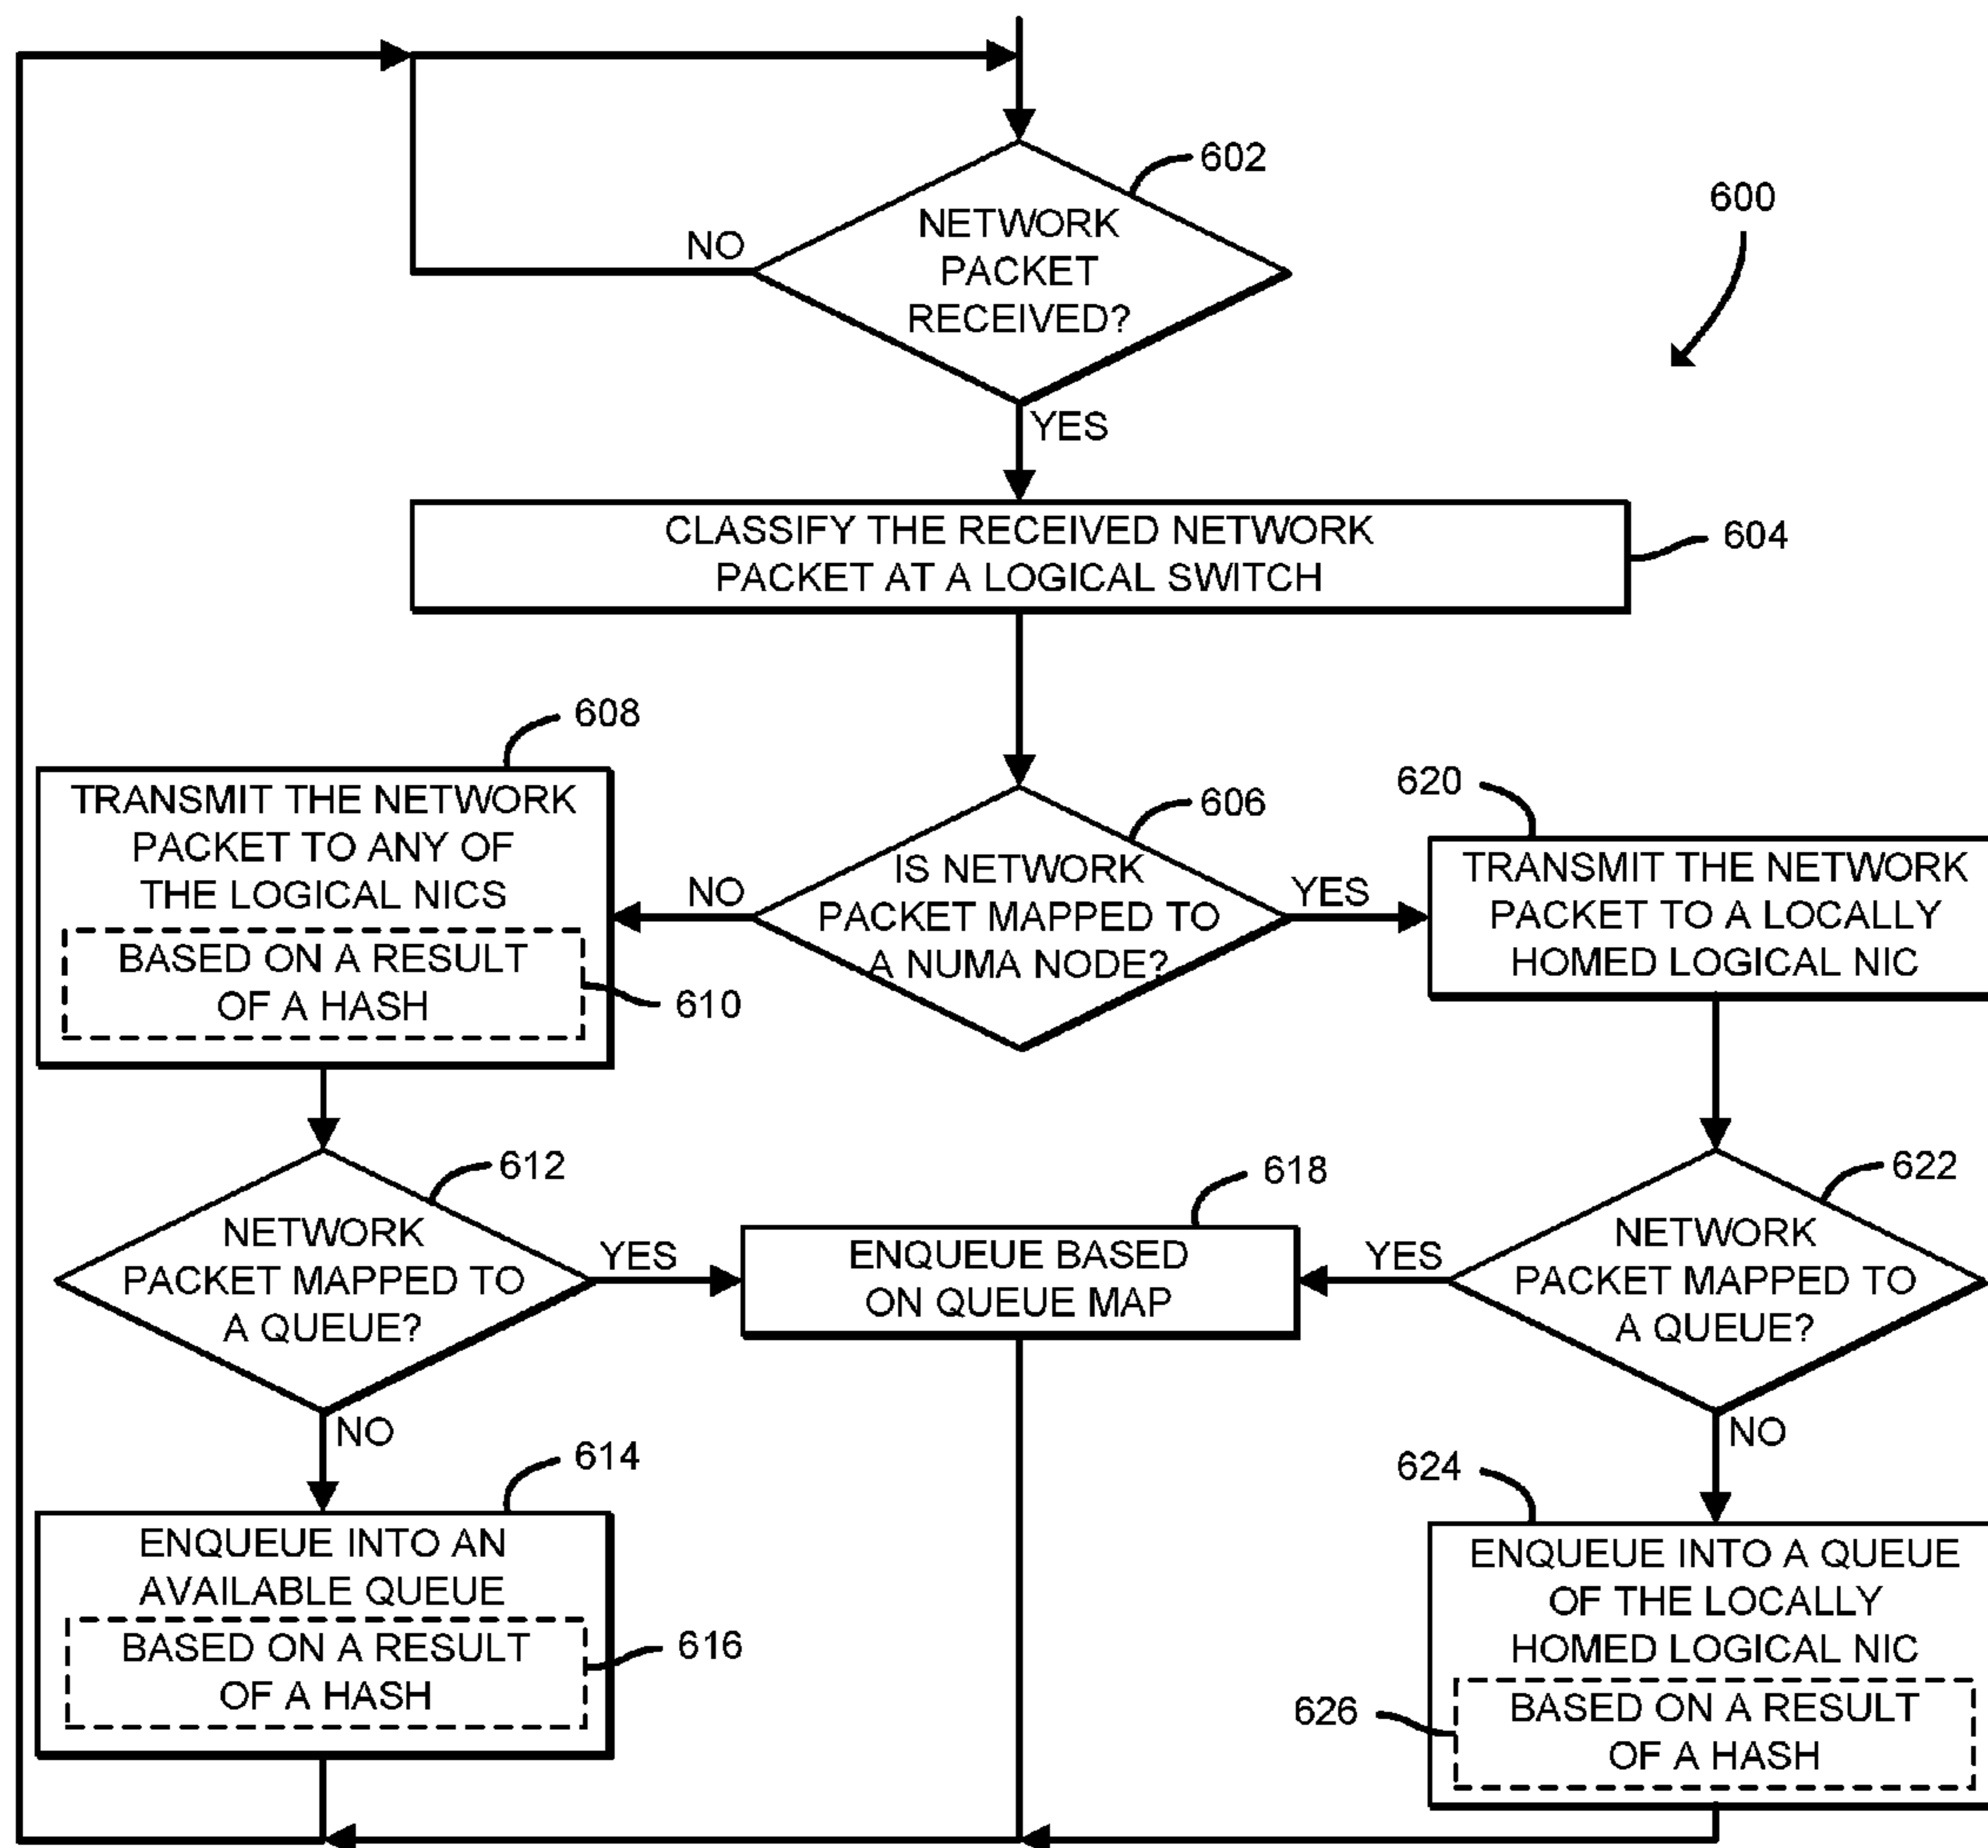 602
NETWORK
PACKET
RECEIVED?
NO
YES
600
CLASSIFY THE RECEIVED NETWORK
PACKET AT A LOGICAL SWITCH
604
606
IS NETWORK
PACKET MAPPED TO
A NUMA NODE?
NO
YES
608
TRANSMIT THE NETWORK
PACKET TO ANY OF
THE LOGICAL NICS
BASED ON A RESULT
OF A HASH
610
620
TRANSMIT THE NETWORK
PACKET TO A LOCALLY
HOMED LOGICAL NIC
612
NETWORK
PACKET MAPPED TO
A QUEUE?
YES
NO
618
ENQUEUE BASED
ON QUEUE MAP
622
NETWORK
PACKET MAPPED TO
A QUEUE?
YES
NO
614
ENQUEUE INTO AN
AVAILABLE QUEUE
BASED ON A RESULT
OF A HASH
616
624
ENQUEUE INTO A QUEUE
OF THE LOCALLY
HOMED LOGICAL NIC
BASED ON A RESULT
OF A HASH
626